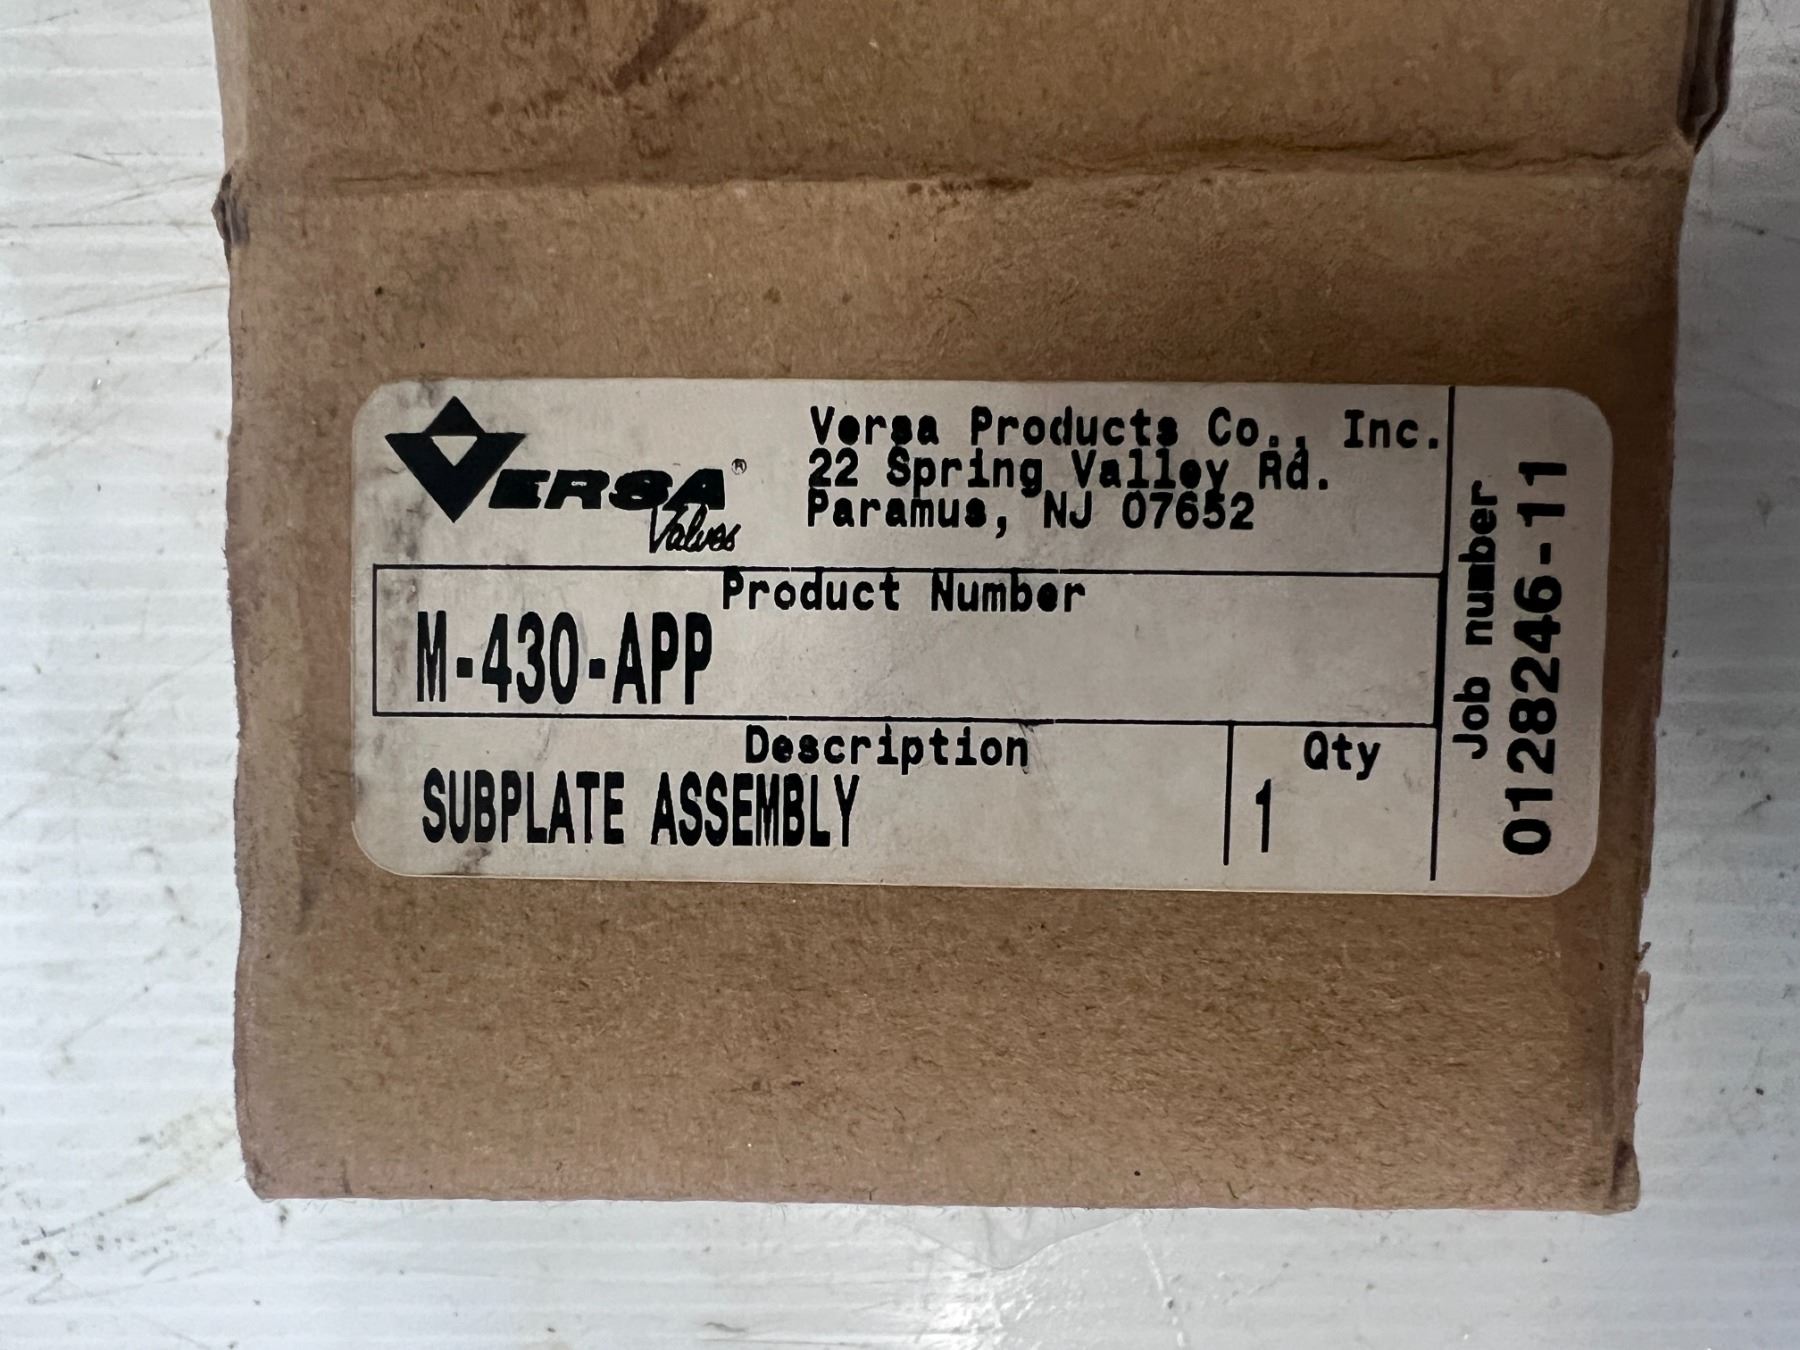 VERSA®
Valves
Versa Products Co., Inc.
22 Spring Valley Rd.
Paramus, NJ 07652
Product Number
M-430-APP
Description
SUBPLATE ASSEMBLY
Qty
1
Job number
0128246-11